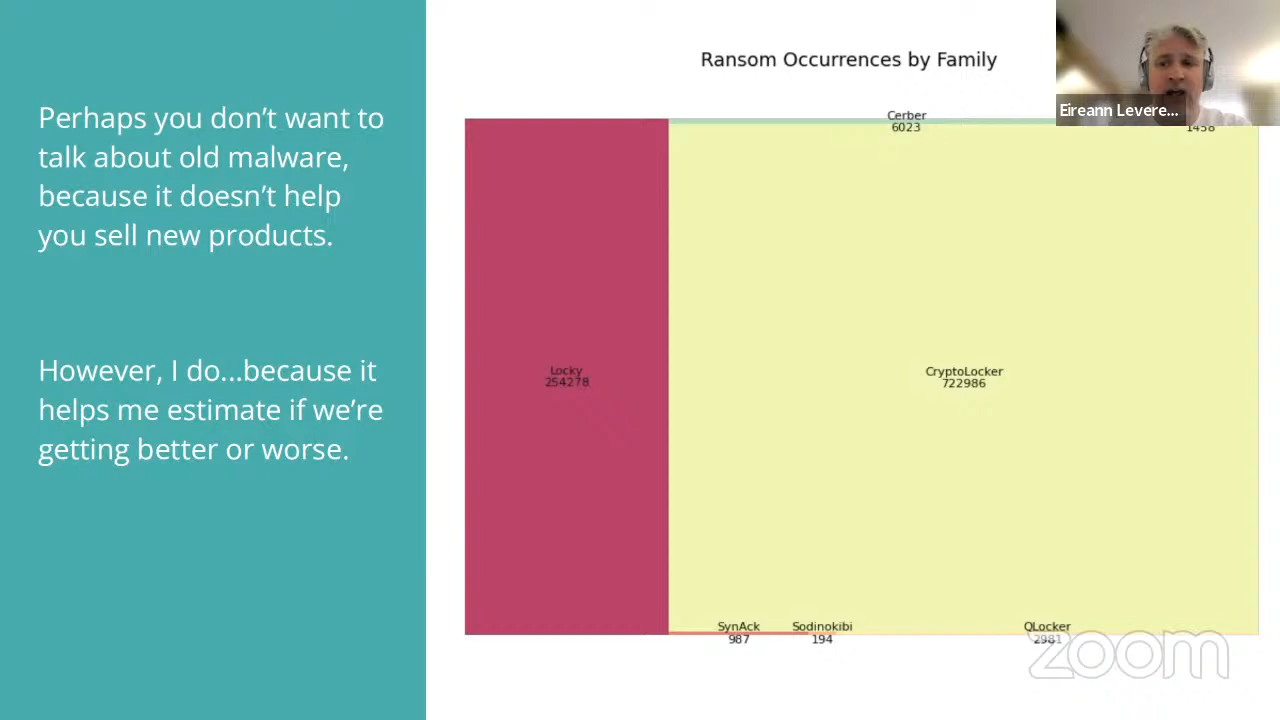 Perhaps you don’t want to
talk about old malware,
because it doesn’t help
you sell new products.
However, I do...because it
helps me estimate if we’re
getting better or worse.
Ransom Occurrences by Family
Eireann Levere...
Cerber
6023
1458
Locky
254278
CryptoLocker
722986
SynAck
987
Sodinokibi
194
QLocker
2981
zoom